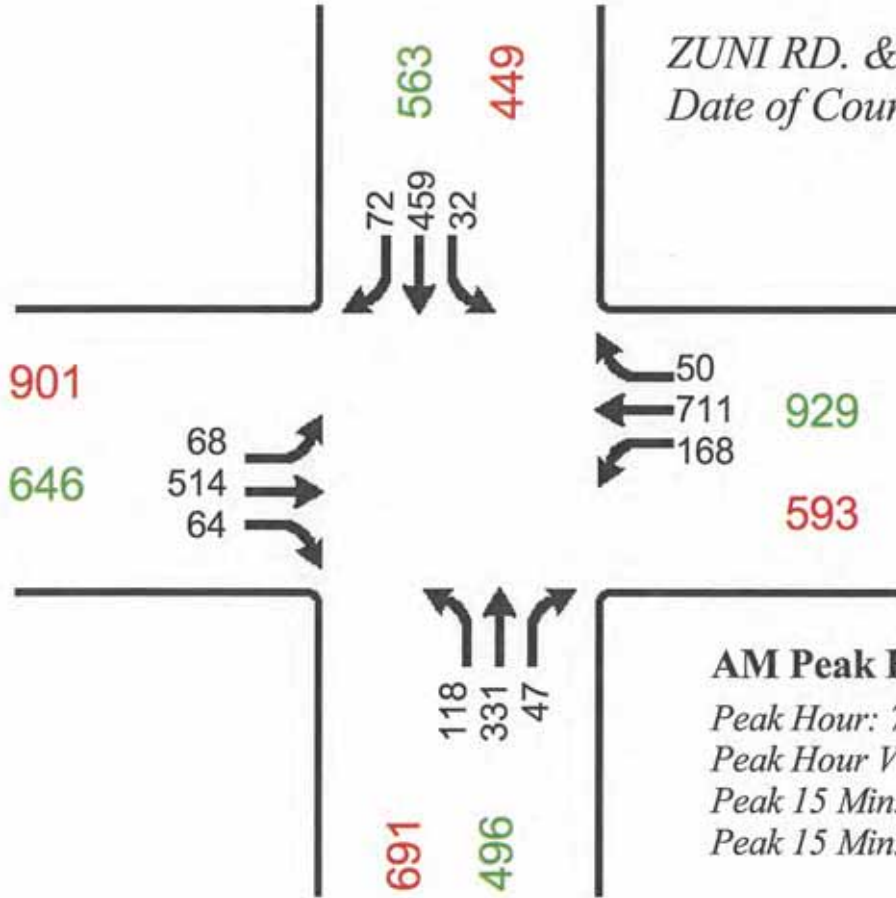 563
449
ZUNI RD. &
Date of Cour
72
459
32
901
50
711
929
68
168
646
514
593
64
118
331
47
AM Peak
Peak Hour:
Peak Hour V
Peak 15 Min
Peak 15 Min
691
496